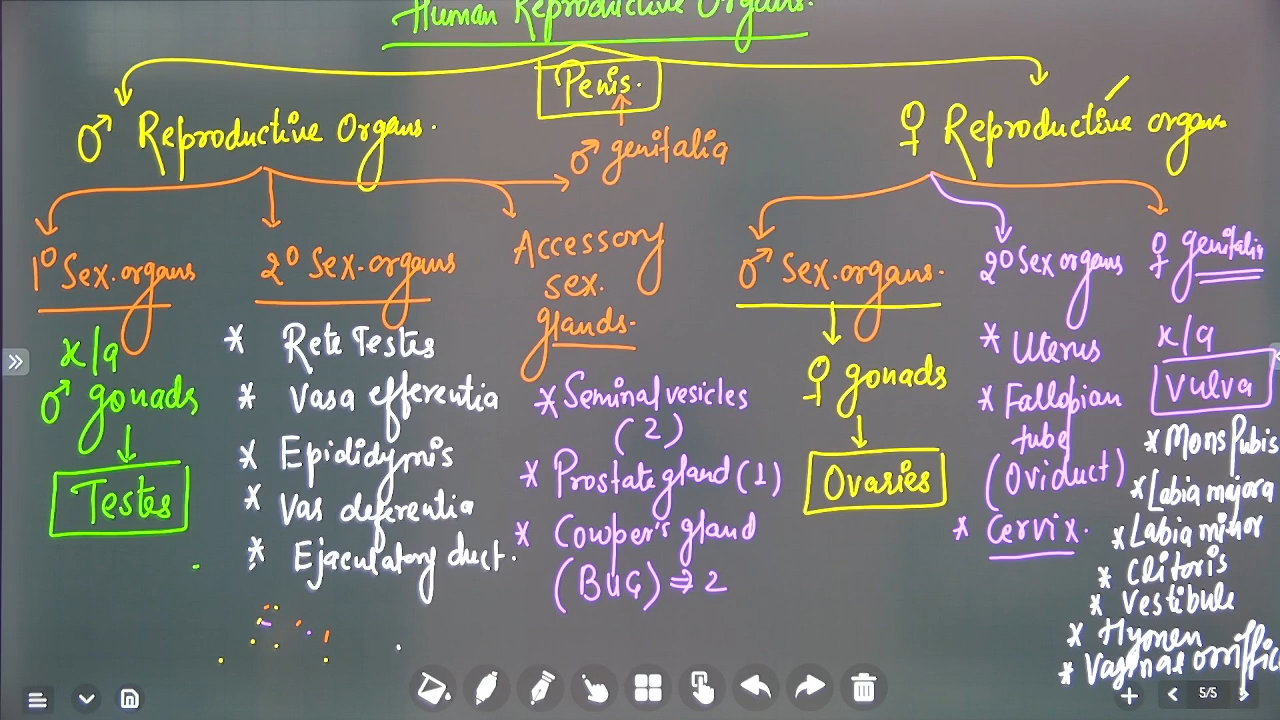 Human Reproductive Organs.
Penis.
♂ Reproductive Organs.
♂ genitalia
♀ Reproductive organs
1° Sex.organs
2° Sex.organs
Accessory
sex.
glands.
♂ Sex.organs.
2° Sex organs
♀ genitalia
x/q
♂ gonads
Testes
* Rete Testes
* Vasa efferentia
* Epididymis
* Vas deferentia
* Ejaculatory duct.
* Seminal vesicles
(2)
* Prostate gland (1)
* Cowper's gland
(BUG) ⇒ 2
♀ gonads
Ovaries
* Uterus
* Fallopian
tube
(Oviduct)
* Cervix.
x/q
Vulva
* Mons Pubis
* Labia majora
* Labia minor
* Clitoris
* Vestibule
* Hymen
* Vaginal oriffic
5/5